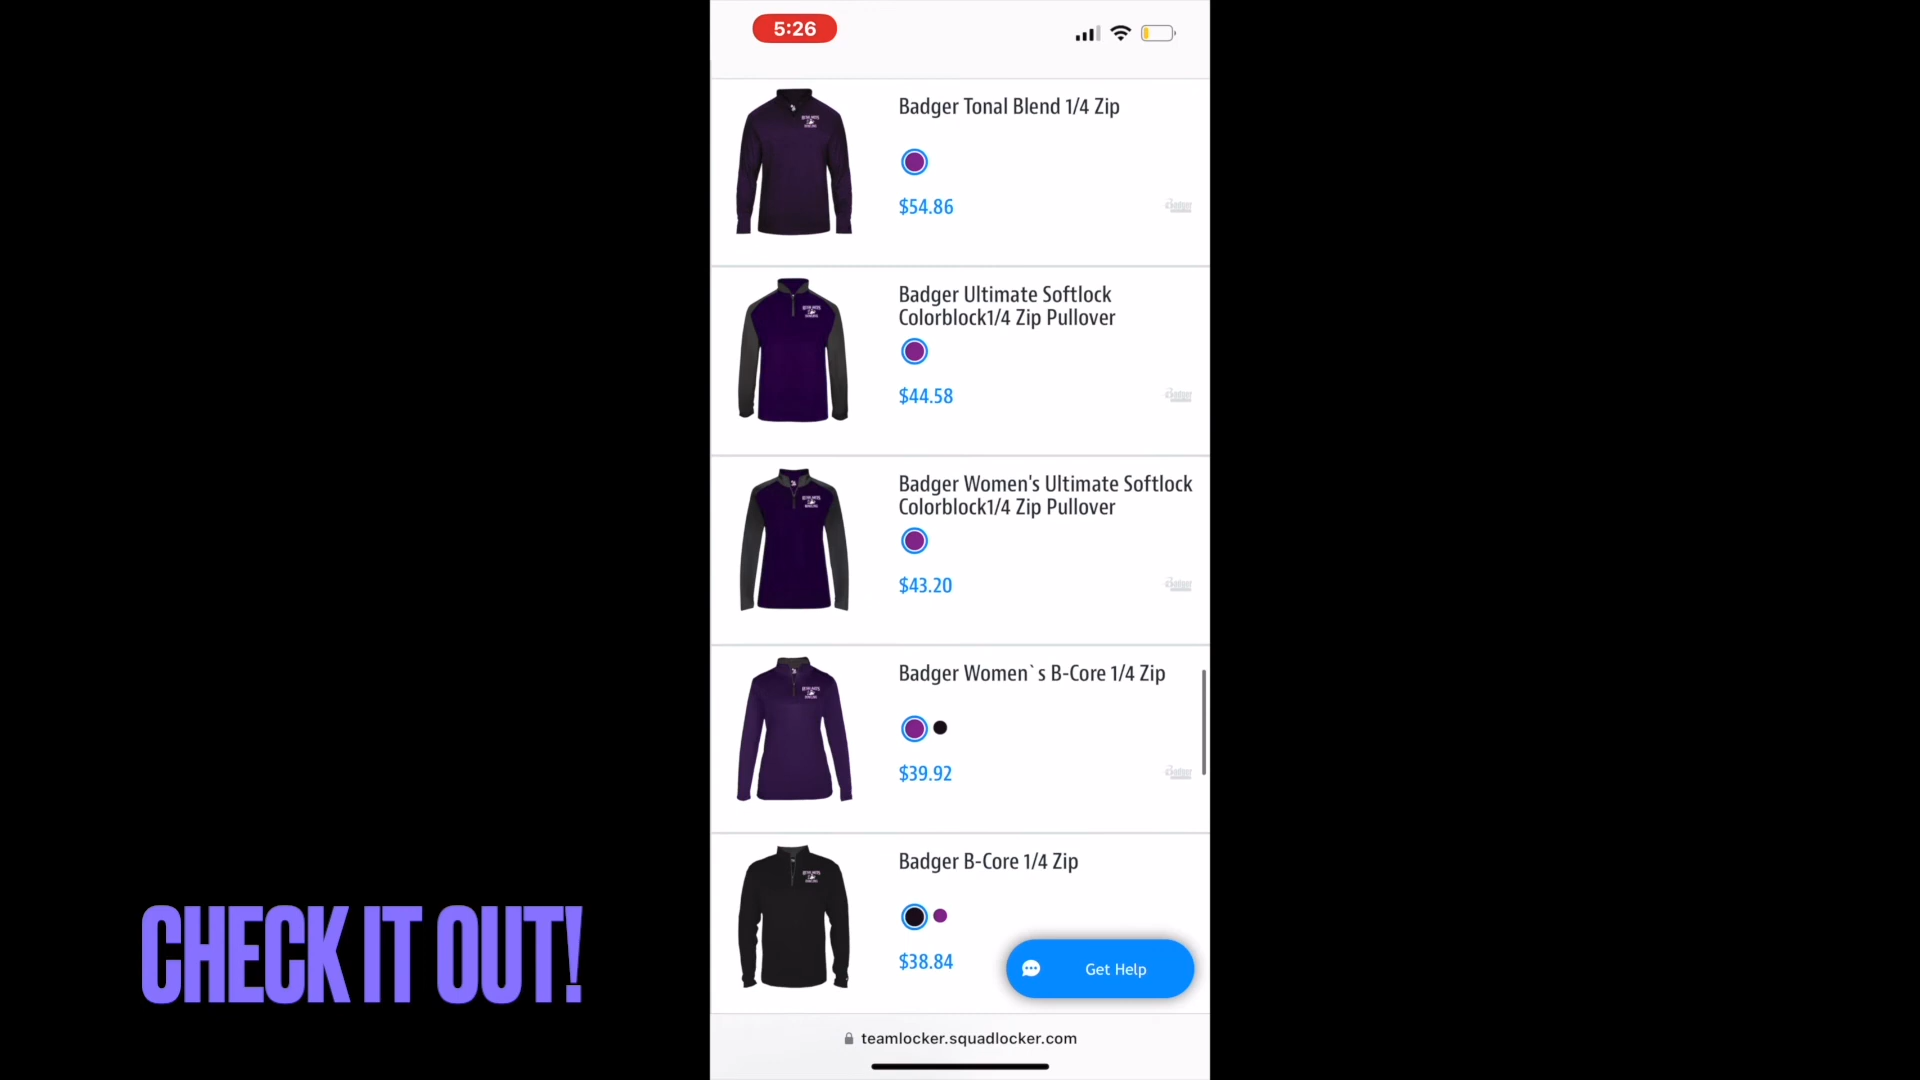 5:26
Badger Tonal Blend 1/4 Zip
$54.86
Badger Ultimate Softlock
Colorblock1/4 Zip Pullover
$44.58
Badger Women's Ultimate Softlock
Colorblock1/4 Zip Pullover
$43.20
Badger Women`s B-Core 1/4 Zip
$39.92
Badger B-Core 1/4 Zip
$38.84
Get Help
CHECK IT OUT!
teamlocker.squadlocker.com